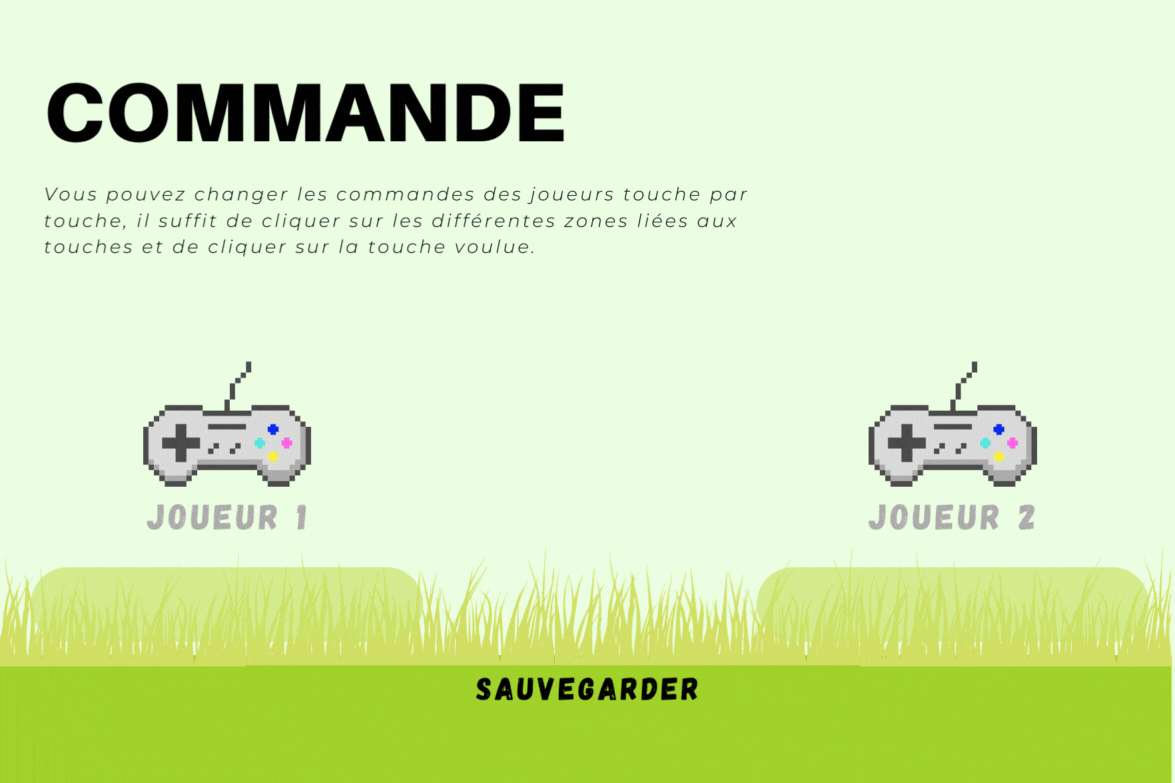 COMMANDE
Vous pouvez changer les commandes des joueurs touche par
touche, il suffit de cliquer sur les différentes zones liées aux
touches et de cliquer sur la touche voulue.
JOUEUR 1
JOUEUR 2
SAUVEGARDER